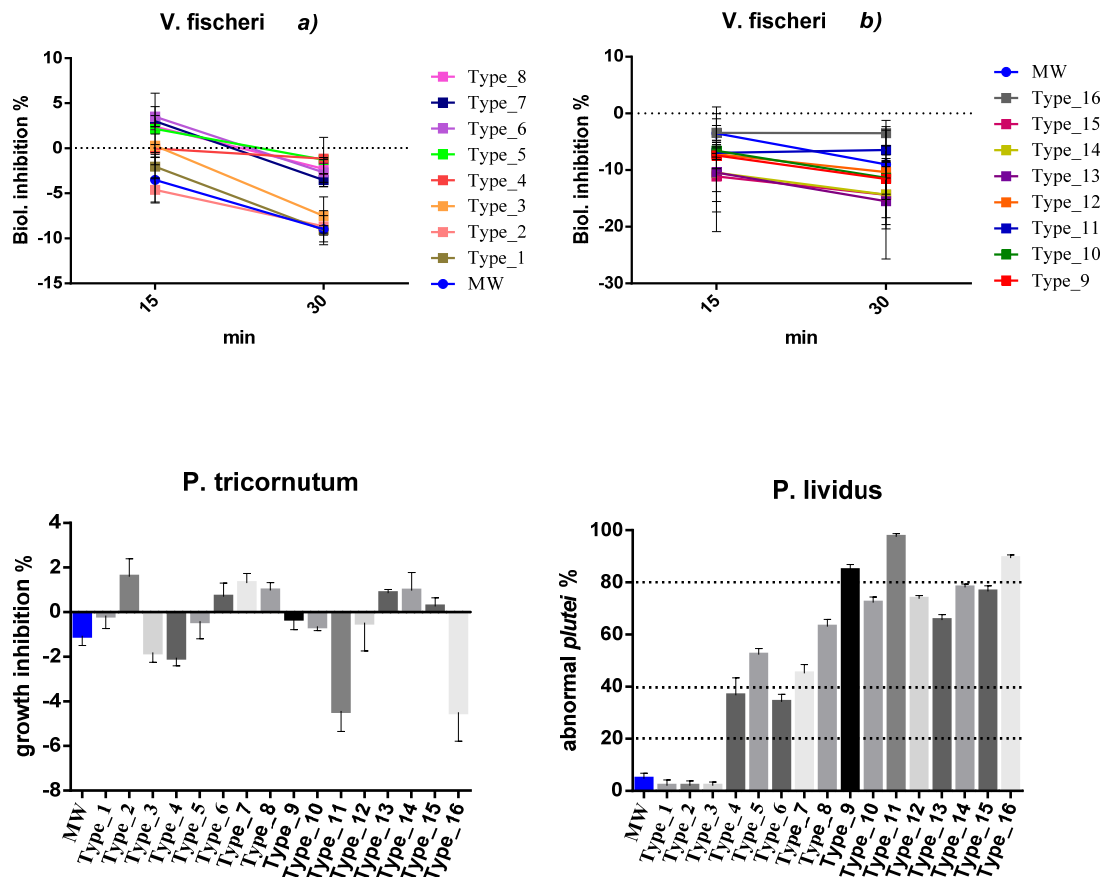 V. fischeri a)
Biol. inhibition %
10
5
0
-5
-10
-15
15
30
min
Type_8
Type_7
Type_6
Type_5
Type_4
Type_3
Type_2
Type_1
MW
V. fischeri b)
Biol. inhibition %
10
0
-10
-20
-30
15
30
min
MW
Type_16
Type_15
Type_14
Type_13
Type_12
Type_11
Type_10
Type_9
P. tricornutum
growth inhibition %
4
2
0
-2
-4
-6
-8
MW
Type_1
Type_2
Type_3
Type_4
Type_5
Type_6
Type_7
Type_8
Type_9
Type_10
Type_11
Type_12
Type_13
Type_14
Type_15
Type_16
P. lividus
abnormal plutei %
100
80
60
40
20
0
MW
Type_1
Type_2
Type_3
Type_4
Type_5
Type_6
Type_7
Type_8
Type_9
Type_10
Type_11
Type_12
Type_13
Type_14
Type_15
Type_16